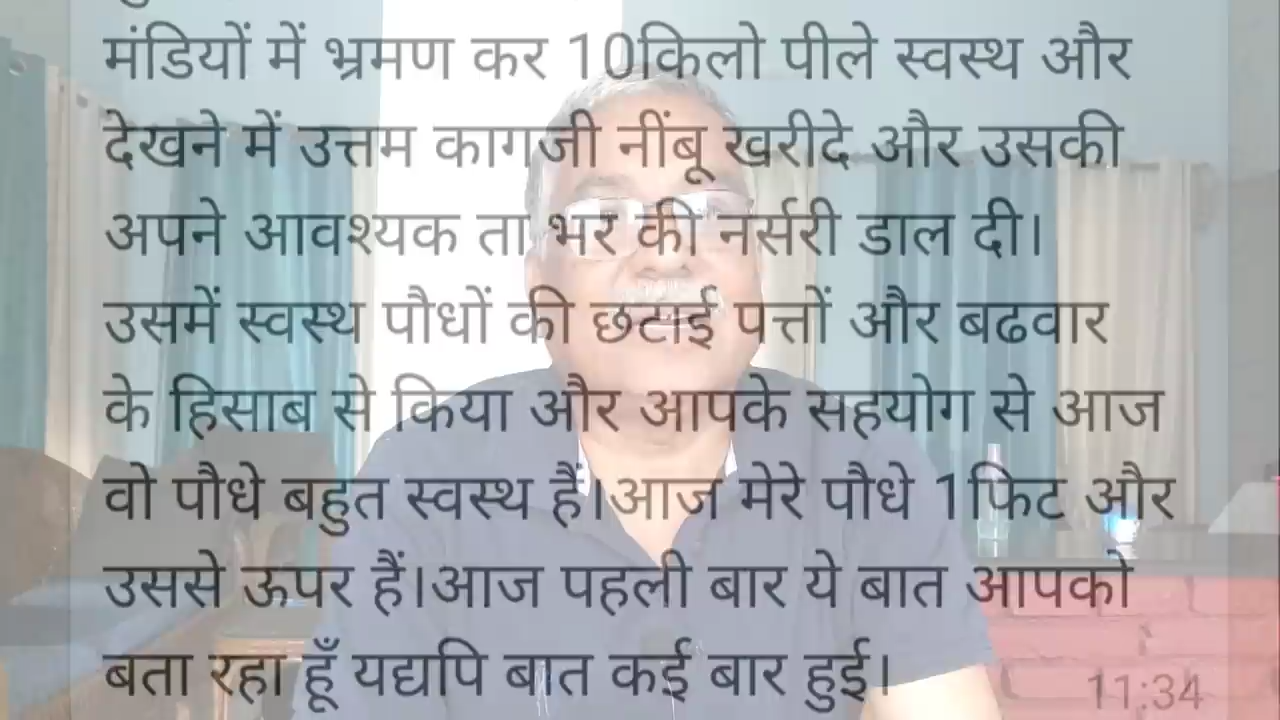 मंडियों में भ्रमण कर 10किलो पीले स्वस्थ और
देखने में उत्तम कागजी नींबू खरीदे और उसकी
अपने आवश्यक ता भर की नर्सरी डाल दी।
उसमें स्वस्थ पौधों की छटाई पत्तों और बढवार
के हिसाब से किया और आपके सहयोग से आज
वो पौधे बहुत स्वस्थ हैं।आज मेरे पौधे 1फिट और
उससे ऊपर हैं।आज पहली बार ये बात आपको
बता रहा हूँ यद्यपि बात कई बार हुई।
11:34